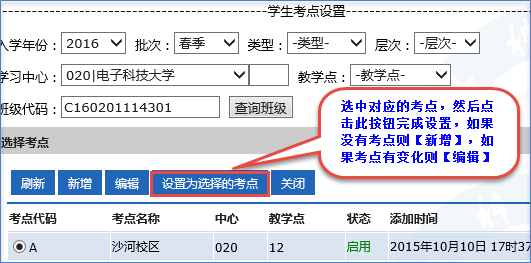 学生考点设置
入学年份： 2016 批次： 春季 类型： -类型- 层次： -层次-
学习中心： 020|电子科技大学 教学点： -教学点-
班级代码： C160201114301 查询班级
选中对应的考点，然后点
击此按钮完成设置，如果
没有考点则【新增】，如
果考点有变化则【编辑】
选择考点
刷新 新增 编辑 设置为选择的考点 关闭
考点代码 考点名称 中心 教学点 状态 添加时间
A 沙河校区 020 12 启用 2015年10月10日 17时37